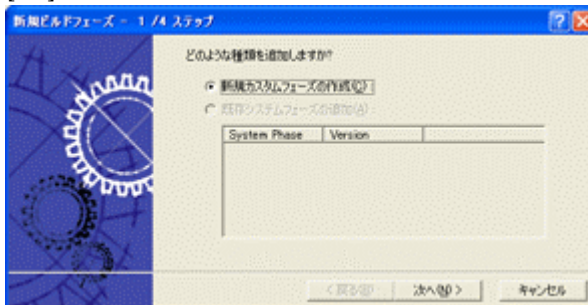 新規ビルドフェーズ - 1 /4 ステップ
どのような種類を追加しますか?
新規カスタムフェーズの作成(C) :
既存システムフェーズの追加(A) :
System Phase Version
< 戻る(B) 次へ(N) > キャンセル